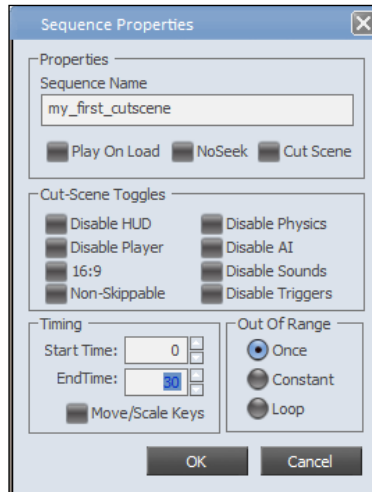 Sequence Properties
Properties
Sequence Name
my_first_cutscene
Play On Load NoSeek Cut Scene
Cut-Scene Toggles
Disable HUD Disable Physics
Disable Player Disable AI
16:9 Disable Sounds
Non-Skippable Disable Triggers
Timing Out Of Range
Start Time: 0 Once
EndTime: 30 Constant
Move/Scale Keys Loop
OK Cancel